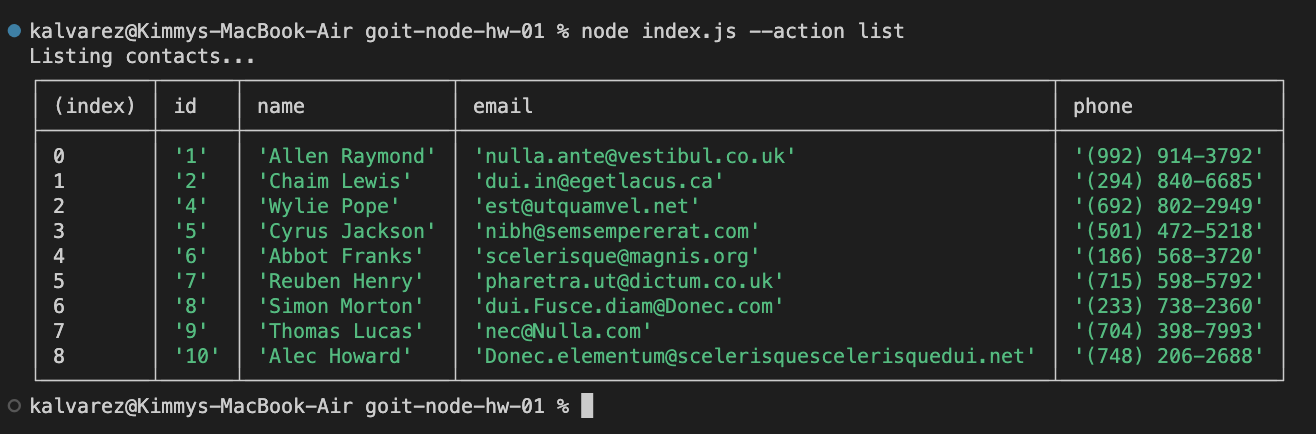 kalvarez@Kimmys-MacBook-Air goit-node-hw-01 % node index.js --action list
Listing contacts...
(index) id name email phone
0 '1' 'Allen Raymond' 'nulla.ante@vestibul.co.uk' '(992) 914-3792'
1 '2' 'Chaim Lewis' 'dui.in@egetlacus.ca' '(294) 840-6685'
2 '4' 'Wylie Pope' 'est@utquamvel.net' '(692) 802-2949'
3 '5' 'Cyrus Jackson' 'nibh@semsempererat.com' '(501) 472-5218'
4 '6' 'Abbot Franks' 'scelerisque@magnis.org' '(186) 568-3720'
5 '7' 'Reuben Henry' 'pharetra.ut@dictum.co.uk' '(715) 598-5792'
6 '8' 'Simon Morton' 'dui.Fusce.diam@Donec.com' '(233) 738-2360'
7 '9' 'Thomas Lucas' 'nec@Nulla.com' '(704) 398-7993'
8 '10' 'Alec Howard' 'Donec.elementum@scelerisquescelerisquedui.net' '(748) 206-2688'
kalvarez@Kimmys-MacBook-Air goit-node-hw-01 %